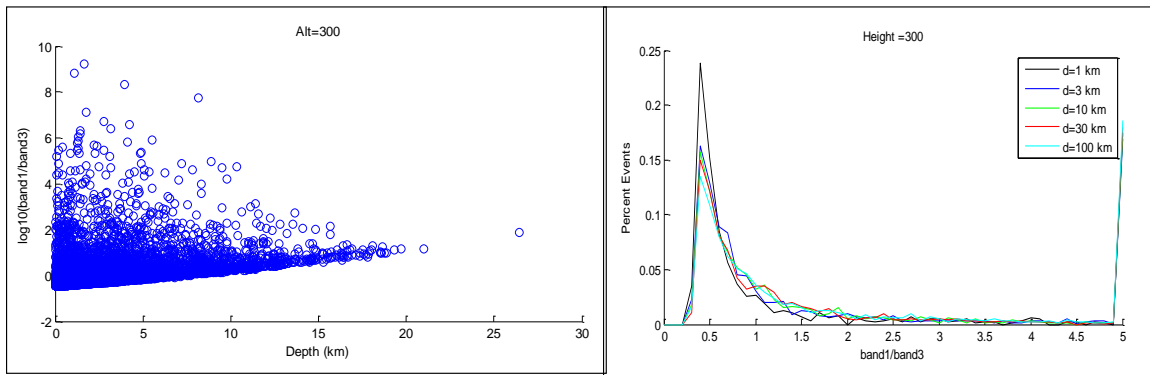 Alt=300
10
8
6
4
2
0
-2
log10(band1/band3)
0 5 10 15 20 25 30
Depth (km)
Height =300
0.25
0.2
0.15
0.1
0.05
0
Percent Events
d=1 km
d=3 km
d=10 km
d=30 km
d=100 km
0 0.5 1 1.5 2 2.5 3 3.5 4 4.5 5
band1/band3